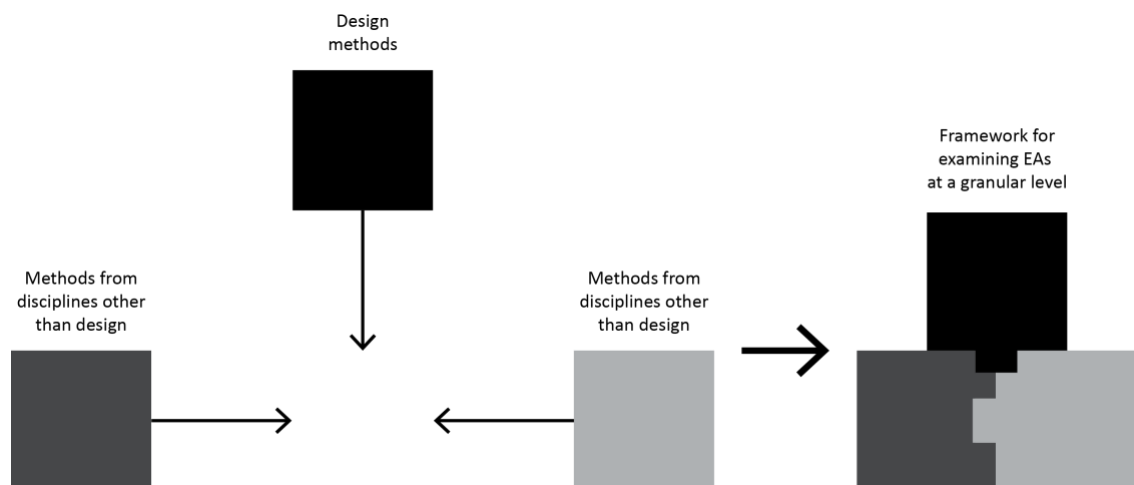 Design
methods
Framework for
examining EAs
at a granular level
Methods from
disciplines other
than design
Methods from
disciplines other
than design